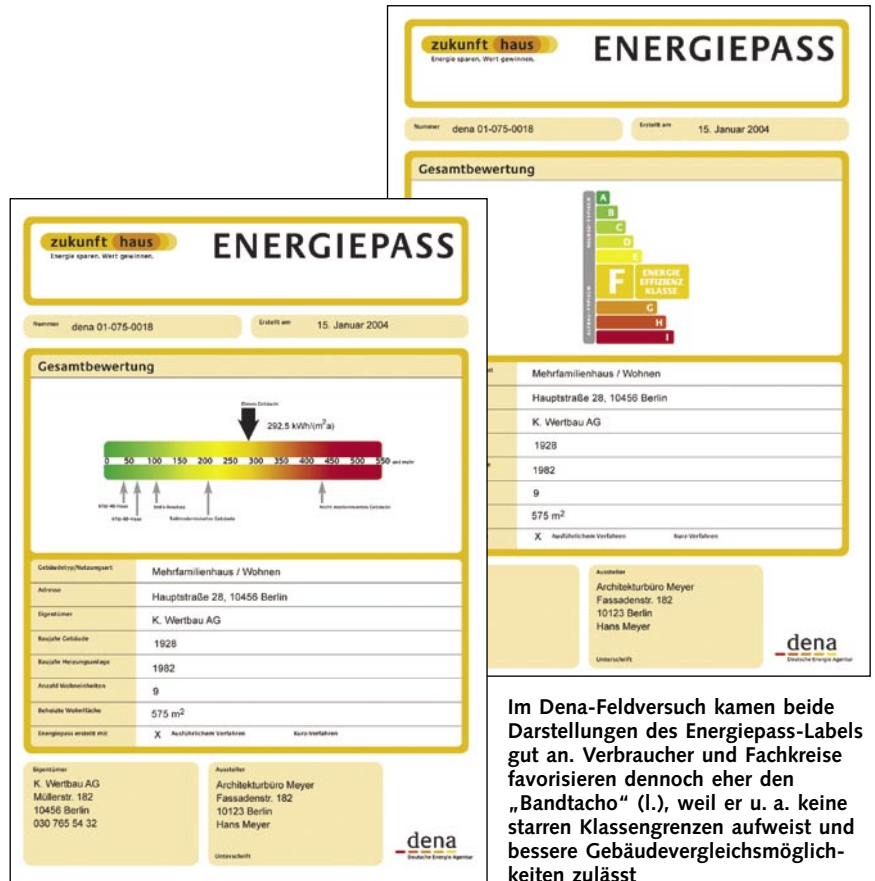 zukunft haus
Energie sparen. Wert gewinnen.
ENERGIEPASS
Nummer dena 01-075-0018
Erstellt am 15. Januar 2004
Gesamtbewertung
A
B
C
D
E
F ENERGIE
EFFIZIENZ
KLASSE
G
H
I
Mehrfamilienhaus / Wohnen
Hauptstraße 28, 10456 Berlin
K. Wertbau AG
1928
1982
9
575 m²
X Ausführlichem Verfahren Kurz-Verfahren
Aussteller
Architekturbüro Meyer
Fassadenstr. 182
10123 Berlin
Hans Meyer
Unterschrift
dena
Deutsche Energie Agentur
zukunft haus
Energie sparen. Wert gewinnen.
ENERGIEPASS
Nummer dena 01-075-0018
Erstellt am 15. Januar 2004
Gesamtbewertung
Dieses Gebäude
292,5 kWh/(m²a)
0 50 100 150 200 250 300 350 400 450 500 550 und mehr
Gebäudetyp/Nutzungsart Mehrfamilienhaus / Wohnen
Adresse Hauptstraße 28, 10456 Berlin
Eigentümer K. Wertbau AG
Baujahr Gebäude 1928
Baujahr Heizungsanlage 1982
Anzahl Wohneinheiten 9
Beheizte Wohnfläche 575 m²
Energiepass erstellt mit X Ausführlichem Verfahren Kurz-Verfahren
Eigentümer
K. Wertbau AG
Müllerstr. 182
10456 Berlin
030 765 54 32
Aussteller
Architekturbüro Meyer
Fassadenstr. 182
10123 Berlin
Hans Meyer
Unterschrift
dena
Deutsche Energie Agentur
Im Dena-Feldversuch kamen beide
Darstellungen des Energiepass-Labels
gut an. Verbraucher und Fachkreise
favorisieren dennoch eher den
„Bandtacho“ (l.), weil er u. a. keine
starren Klassengrenzen aufweist und
bessere Gebäudevergleichsmöglich-
keiten zulässt